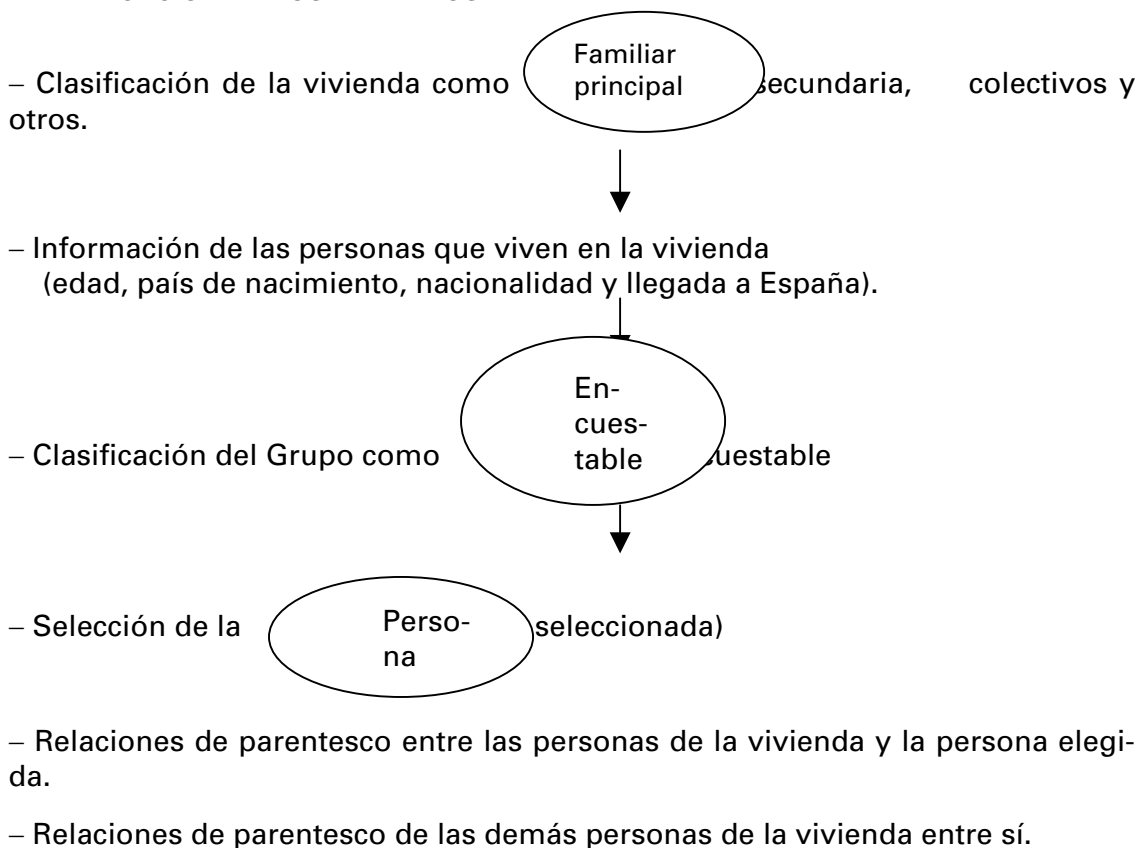 – Clasificación de la vivienda como Familiar principal secundaria, colectivos y
otros.
– Información de las personas que viven en la vivienda
(edad, país de nacimiento, nacionalidad y llegada a España).
– Clasificación del Grupo como En-
cues-
table cuestable
– Selección de la Perso-
na seleccionada)
– Relaciones de parentesco entre las personas de la vivienda y la persona elegi-
da.
– Relaciones de parentesco de las demás personas de la vivienda entre sí.